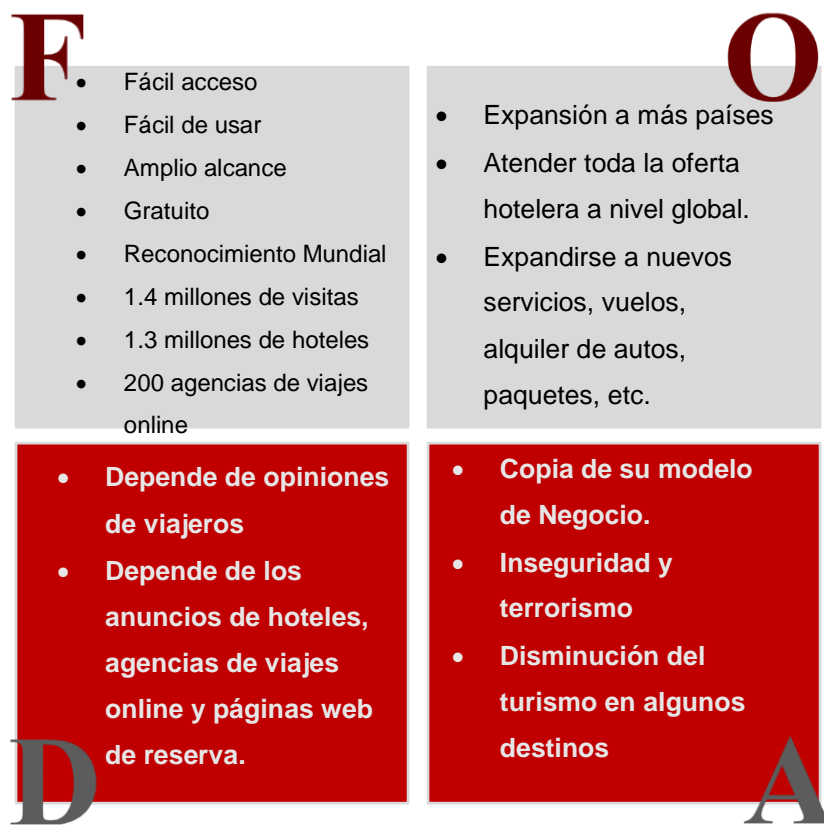 F
• Fácil acceso
• Fácil de usar
• Amplio alcance
• Gratuito
• Reconocimiento Mundial
• 1.4 millones de visitas
• 1.3 millones de hoteles
• 200 agencias de viajes
online
O
• Expansión a más países
• Atender toda la oferta
hotelera a nivel global.
• Expandirse a nuevos
servicios, vuelos,
alquiler de autos,
paquetes, etc.
• Depende de opiniones
de viajeros
• Depende de los
anuncios de hoteles,
agencias de viajes
online y páginas web
de reserva.
D
• Copia de su modelo
de Negocio.
• Inseguridad y
terrorismo
• Disminución del
turismo en algunos
destinos
A